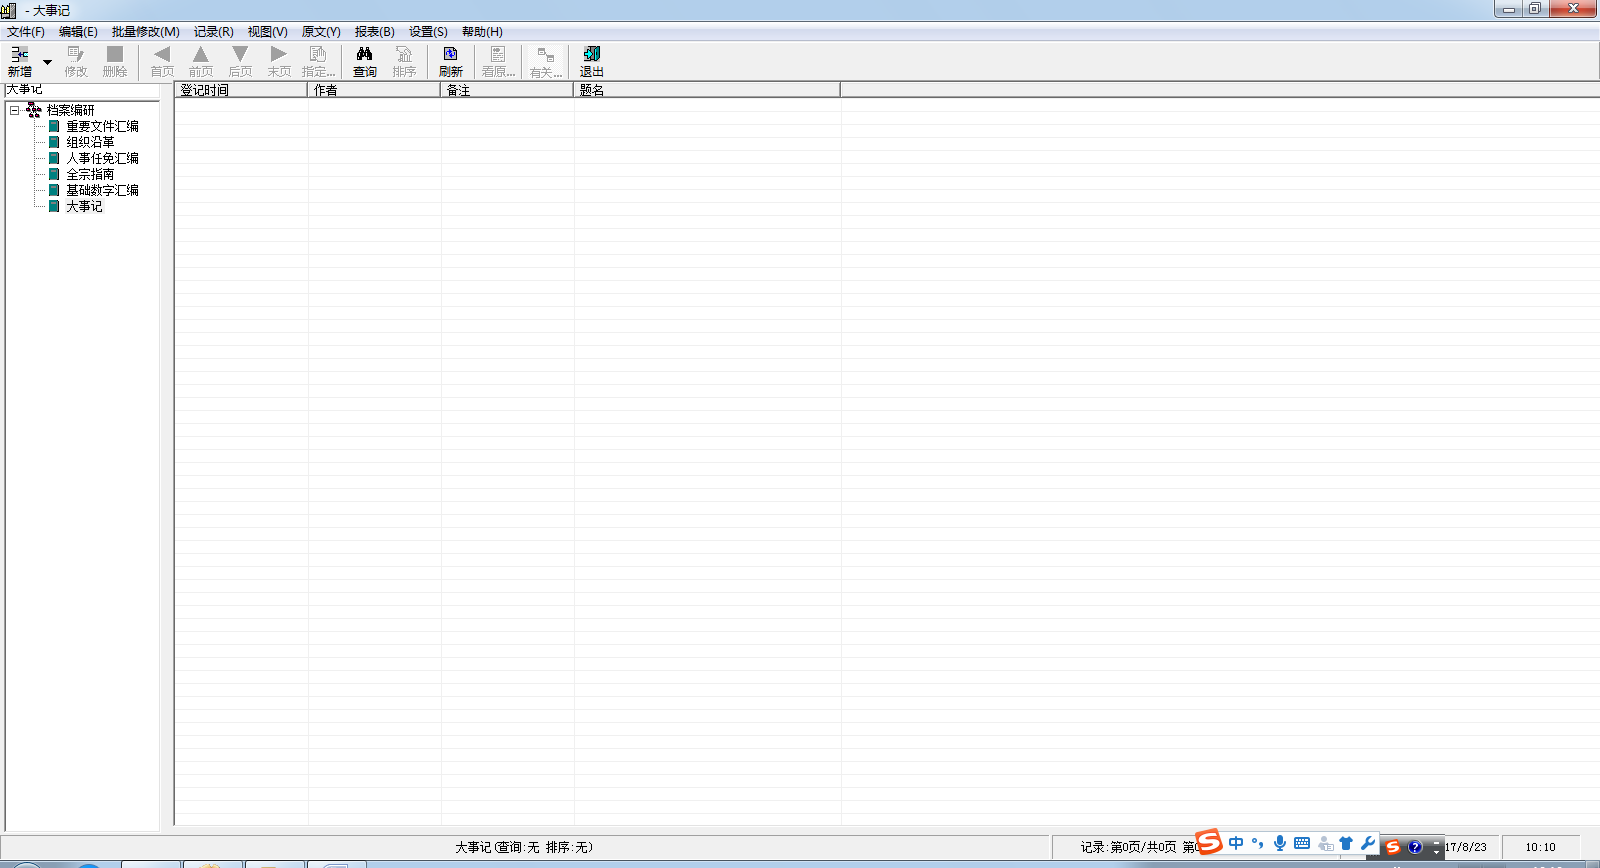 - 大事记
文件(F) 编辑(E) 批量修改(M) 记录(R) 视图(V) 原文(Y) 报表(B) 设置(S) 帮助(H)
新增 修改 删除 首页 前页 后页 末页 指定... 查询 排序 刷新 看原... 有关... 退出
大事记
登记时间 作者 备注 题名
档案编研
重要文件汇编
组织沿革
人事任免汇编
全宗指南
基础数字汇编
大事记
大事记(查询:无 排序:无) 记录:第0页/共0页 第 中 17/8/23 10:10